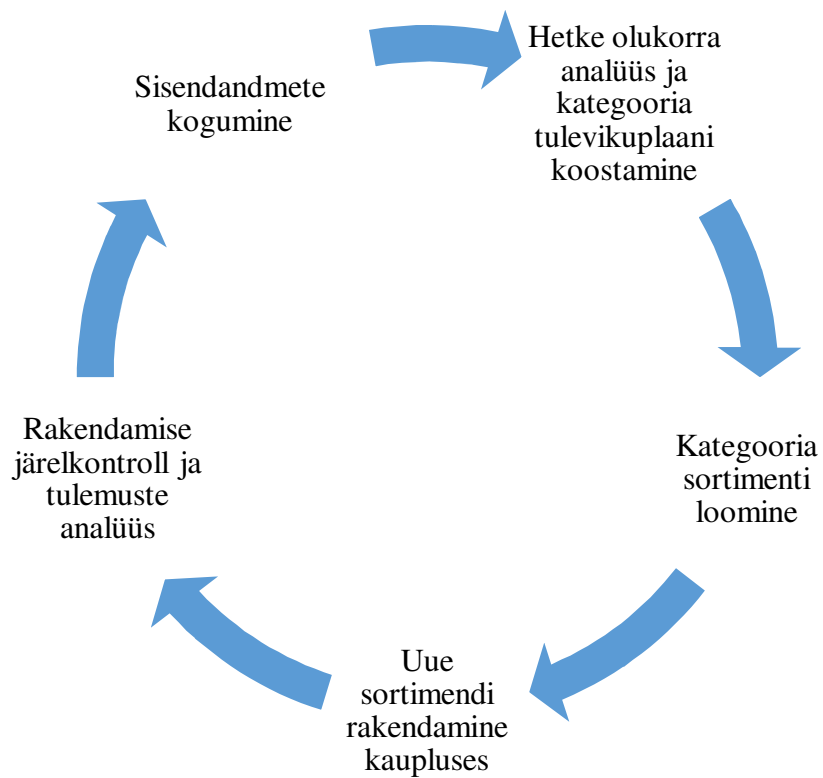 Sisendandmete
kogumine
Hetke olukorra
analüüs ja
kategooria
tulevikuplaani
koostamine
Kategooria
sortimenti
loomine
Uue
sortimendi
rakendamine
kaupluses
Rakendamise
järelkontroll ja
tulemuste
analüüs